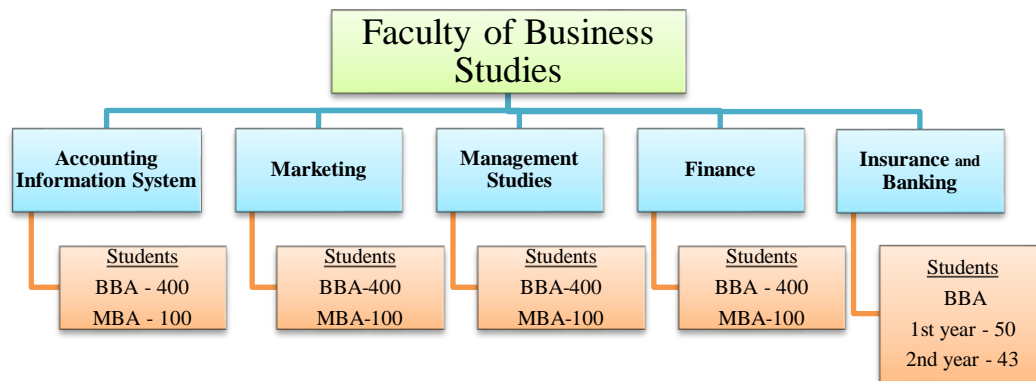 Faculty of Business
Studies
Accounting
Information System
Marketing
Management
Studies
Finance
Insurance and
Banking
Students
BBA - 400
MBA - 100
Students
BBA-400
MBA-100
Students
BBA-400
MBA-100
Students
BBA - 400
MBA-100
Students
BBA
1st year - 50
2nd year - 43